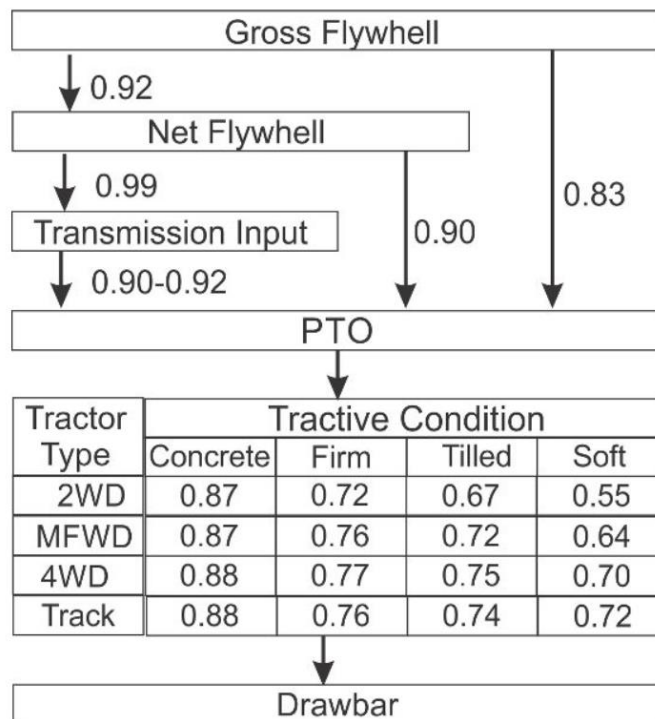 Gross Flywhell
0.92
Net Flywhell
0.99
0.83
Transmission Input
0.90
0.90-0.92
PTO
Tractor Type
Tractive Condition
Concrete Firm Tilled Soft
2WD 0.87 0.72 0.67 0.55
MFWD 0.87 0.76 0.72 0.64
4WD 0.88 0.77 0.75 0.70
Track 0.88 0.76 0.74 0.72
Drawbar